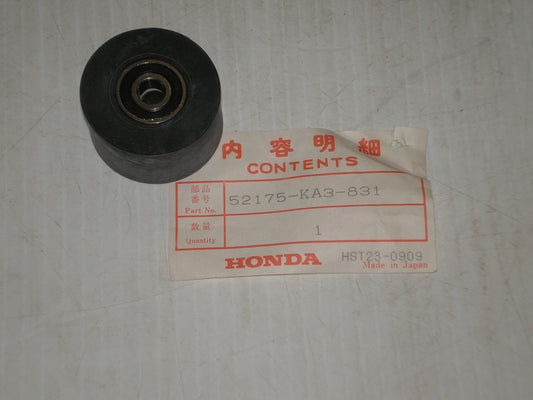 内容明細
CONTENTS
部品
番号
Part No.
52175-KA3-831
数量
Quantity
1
HONDA
HST23-0909
Made in Japan